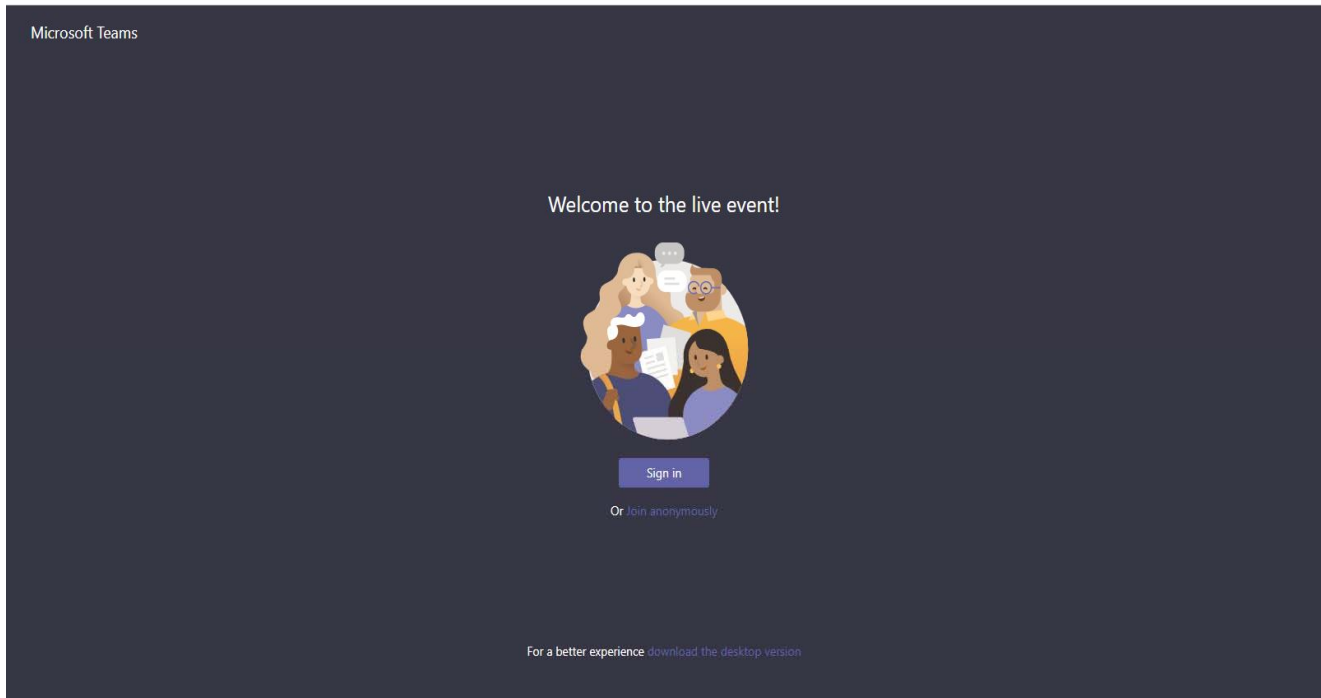 Microsoft Teams
Welcome to the live event!
Sign in
Or Join anonymously
For a better experience download the desktop version